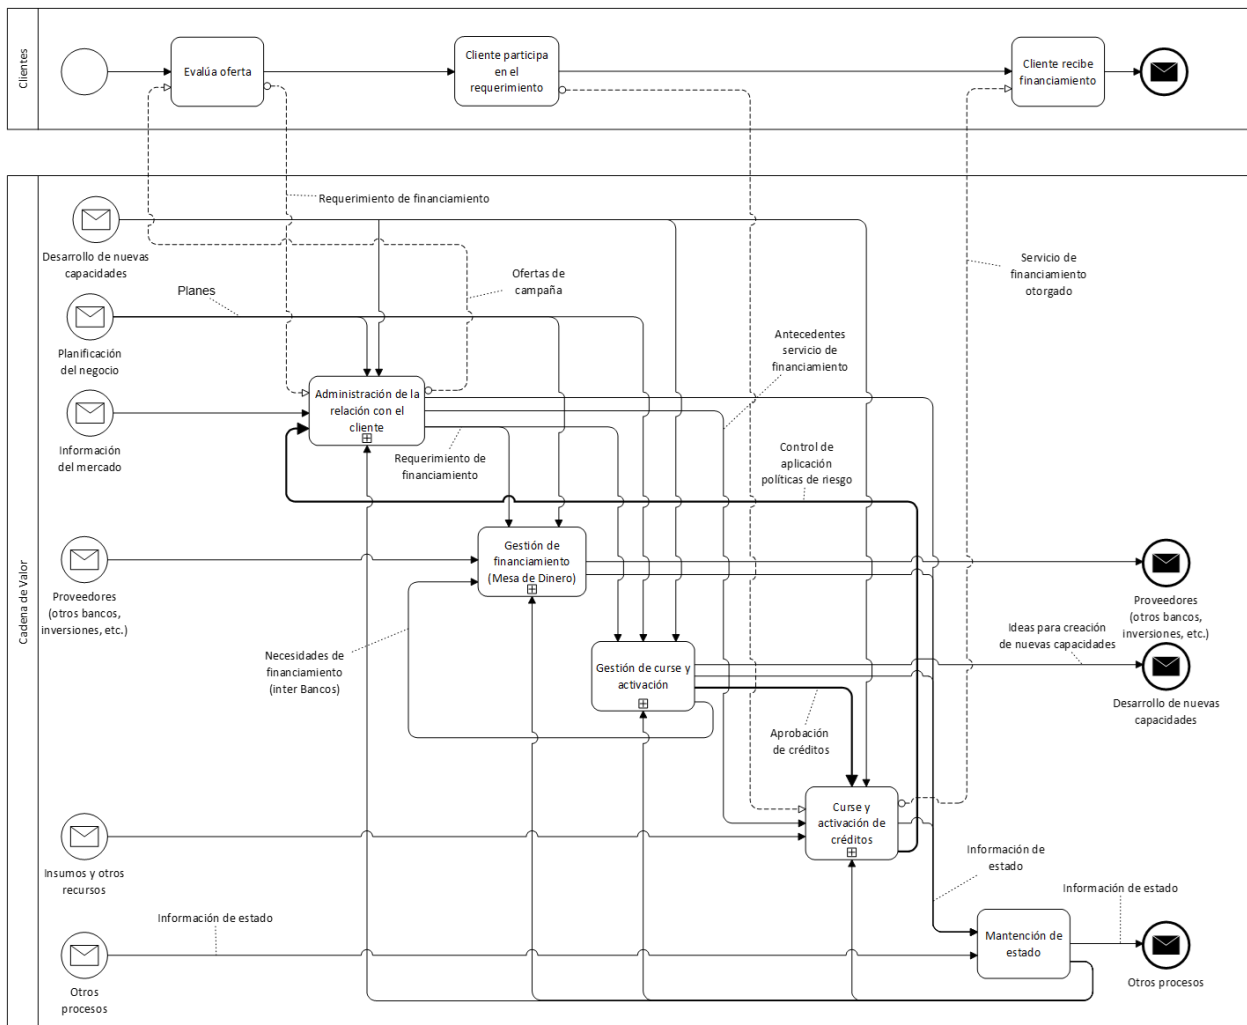 Clientes
Evalúa oferta
Cliente participa
en el
requerimiento
Cliente recibe
financiamiento
Cadena de Valor
Requerimiento de financiamiento
Desarrollo de nuevas
capacidades
Ofertas de
campaña
Servicio de
financiamiento
otorgado
Planes
Planificación
del negocio
Antecedentes
servicio de
financiamiento
Administración de la
relación con el
cliente
Información
del mercado
Requerimiento de
financiamiento
Control de
aplicación
políticas de riesgo
Gestión de
financiamiento
(Mesa de Dinero)
Proveedores
(otros bancos,
inversiones, etc.)
Proveedores
(otros bancos,
inversiones, etc.)
Ideas para creación
de nuevas capacidades
Necesidades de
financiamiento
(inter Bancos)
Gestión de curse y
activación
Desarrollo de nuevas
capacidades
Aprobación
de créditos
Curse y
activación de
créditos
Insumos y otros
recursos
Información de
estado
Información de estado
Información de estado
Mantención de
estado
Otros
procesos
Otros procesos